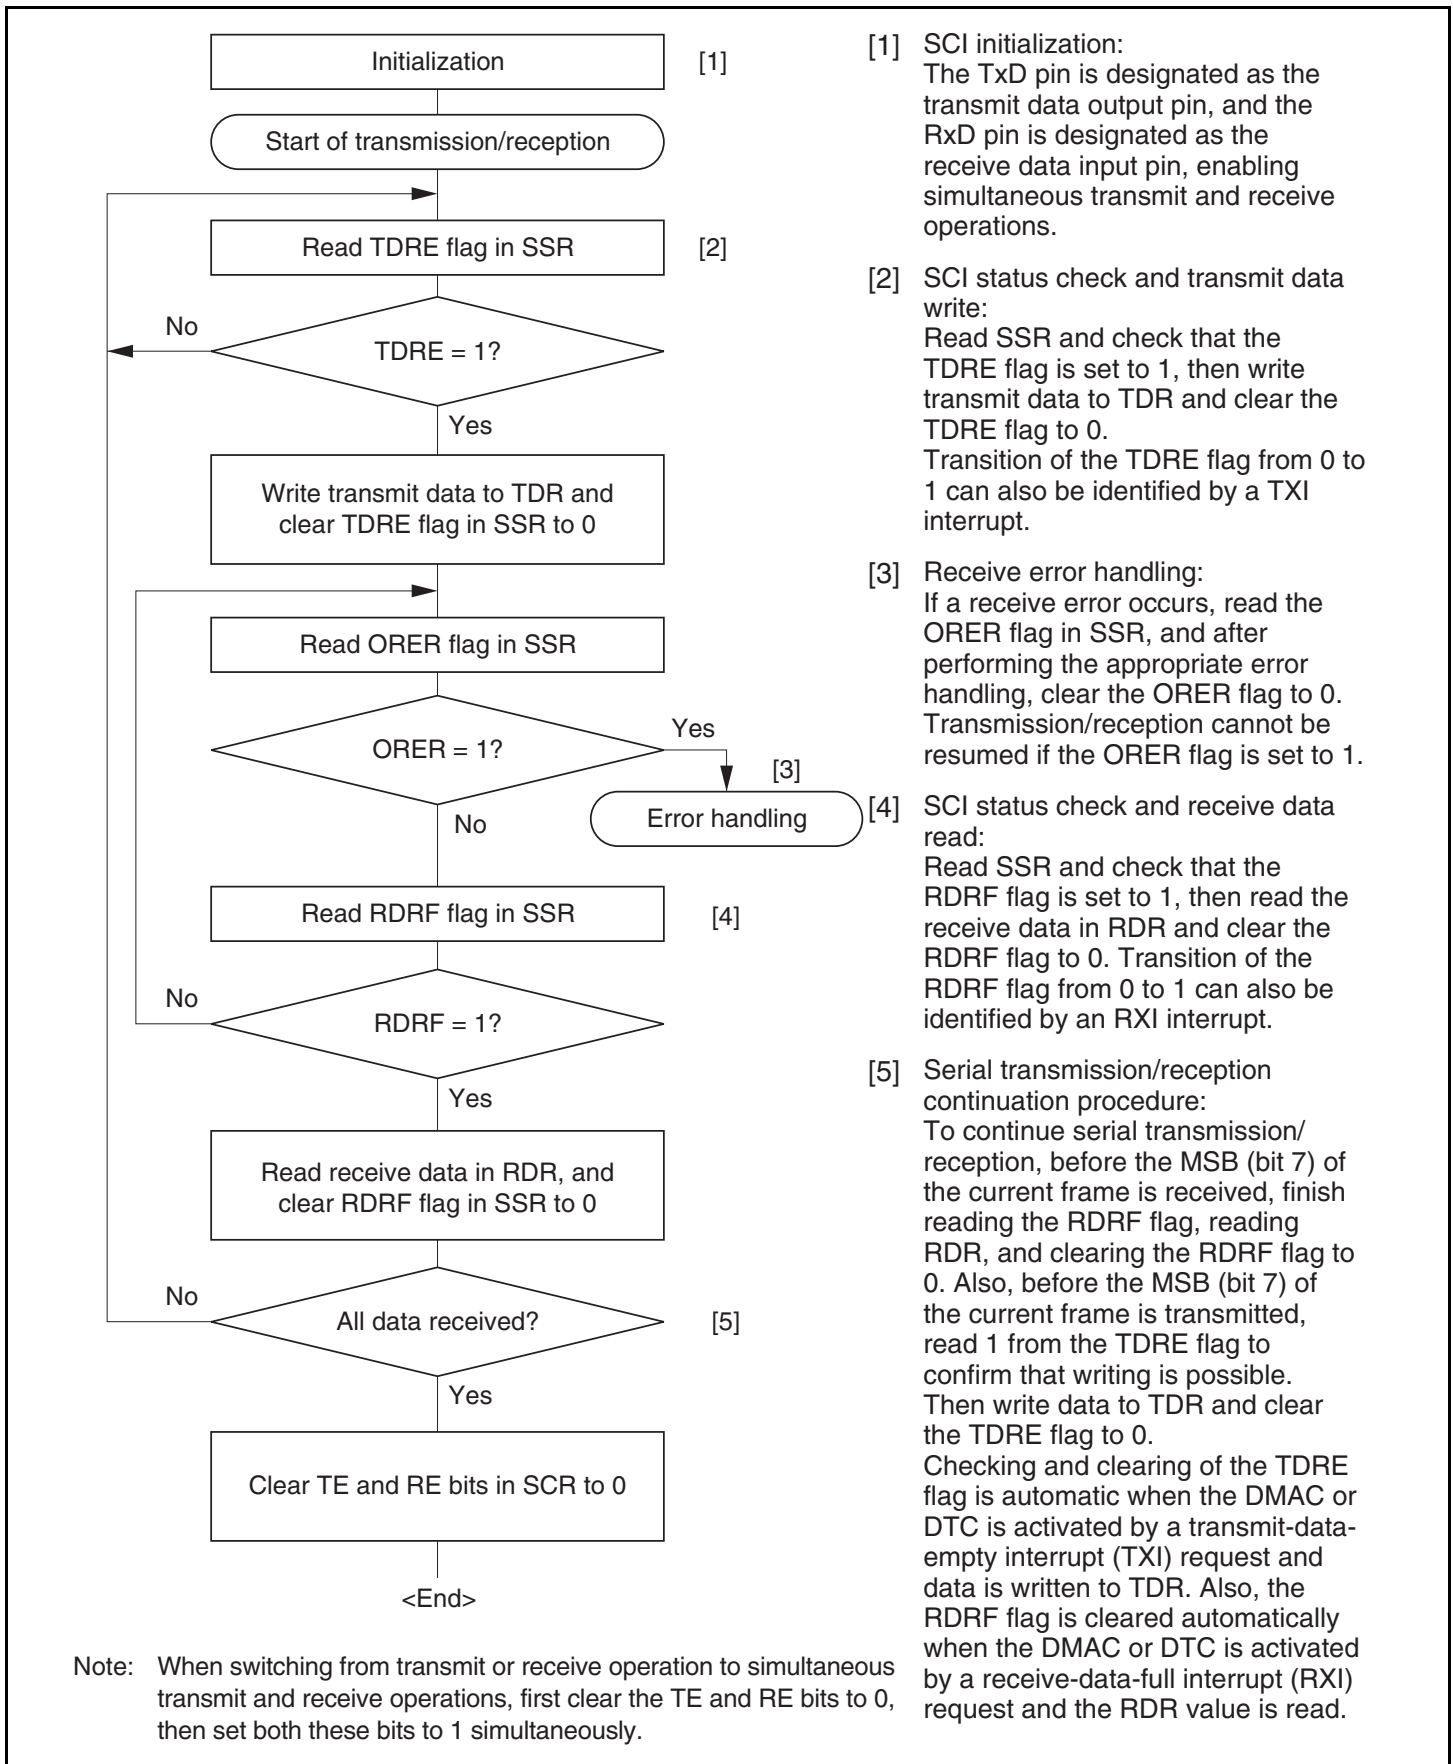 Initialization [1]
Start of transmission/reception
Read TDRE flag in SSR [2]
No
TDRE = 1?
Yes
Write transmit data to TDR and
clear TDRE flag in SSR to 0
Read ORER flag in SSR
ORER = 1?
Yes
[3]
Error handling
No
Read RDRF flag in SSR [4]
No
RDRF = 1?
Yes
Read receive data in RDR, and
clear RDRF flag in SSR to 0
No
All data received? [5]
Yes
Clear TE and RE bits in SCR to 0
<End>
[1] SCI initialization:
The TxD pin is designated as the
transmit data output pin, and the
RxD pin is designated as the
receive data input pin, enabling
simultaneous transmit and receive
operations.
[2] SCI status check and transmit data
write:
Read SSR and check that the
TDRE flag is set to 1, then write
transmit data to TDR and clear the
TDRE flag to 0.
Transition of the TDRE flag from 0 to
1 can also be identified by a TXI
interrupt.
[3] Receive error handling:
If a receive error occurs, read the
ORER flag in SSR, and after
performing the appropriate error
handling, clear the ORER flag to 0.
Transmission/reception cannot be
resumed if the ORER flag is set to 1.
[4] SCI status check and receive data
read:
Read SSR and check that the
RDRF flag is set to 1, then read the
receive data in RDR and clear the
RDRF flag to 0. Transition of the
RDRF flag from 0 to 1 can also be
identified by an RXI interrupt.
[5] Serial transmission/reception
continuation procedure:
To continue serial transmission/
reception, before the MSB (bit 7) of
the current frame is received, finish
reading the RDRF flag, reading
RDR, and clearing the RDRF flag to
0. Also, before the MSB (bit 7) of
the current frame is transmitted,
read 1 from the TDRE flag to
confirm that writing is possible.
Then write data to TDR and clear
the TDRE flag to 0.
Checking and clearing of the TDRE
flag is automatic when the DMAC or
DTC is activated by a transmit-data-
empty interrupt (TXI) request and
data is written to TDR. Also, the
RDRF flag is cleared automatically
when the DMAC or DTC is activated
by a receive-data-full interrupt (RXI)
request and the RDR value is read.
Note: When switching from transmit or receive operation to simultaneous
transmit and receive operations, first clear the TE and RE bits to 0,
then set both these bits to 1 simultaneously.